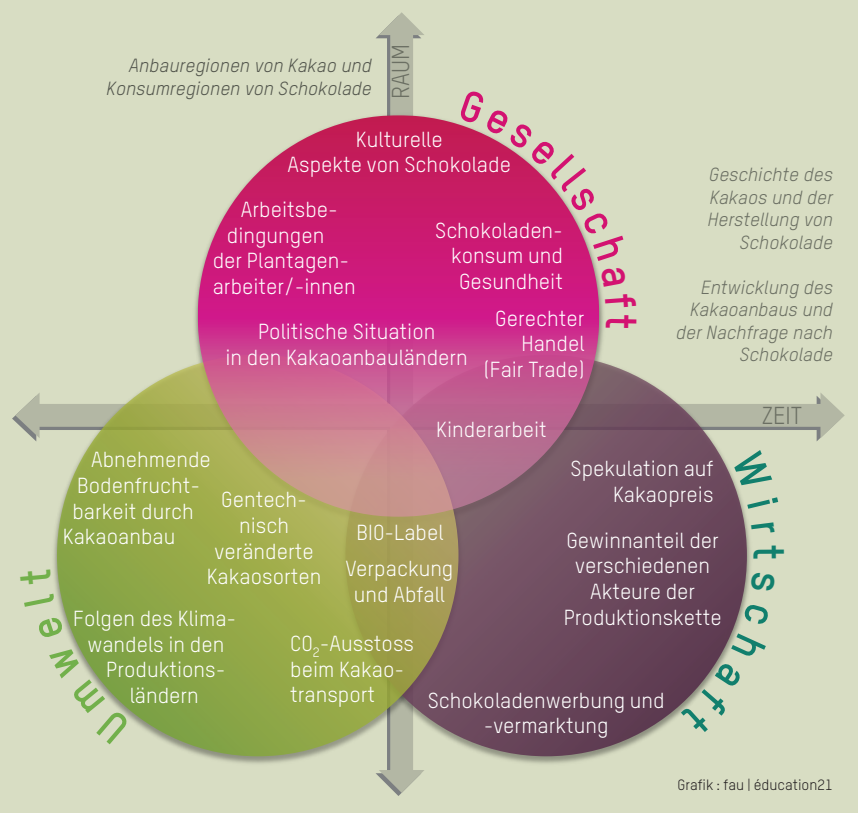 RAUM
Anbauregionen von Kakao und
Konsumregionen von Schokolade
Gesellschaft
Kulturelle
Aspekte von Schokolade
Arbeitsbe-
dingungen
der Plantagen-
arbeiter/-innen
Schokoladen-
konsum und
Gesundheit
Politische Situation
in den Kakaoanbauländern
Gerechter
Handel
(Fair Trade)
Kinderarbeit
Geschichte des
Kakaos und der
Herstellung von
Schokolade
Entwicklung des
Kakaoanbaus und
der Nachfrage nach
Schokolade
ZEIT
Umwelt
Abnehmende
Bodenfrucht-
barkeit durch
Kakaoanbau
Gentech-
nisch
veränderte
Kakaosorten
Folgen des Klima-
wandels in den
Produktions-
ländern
CO₂-Ausstoss
beim Kakao-
transport
BIO-Label
Verpackung
und Abfall
Wirtschaft
Spekulation auf
Kakaopreis
Gewinnanteil der
verschiedenen
Akteure der
Produktionskette
Schokoladenwerbung und
-vermarktung
Grafik : fau | éducation21